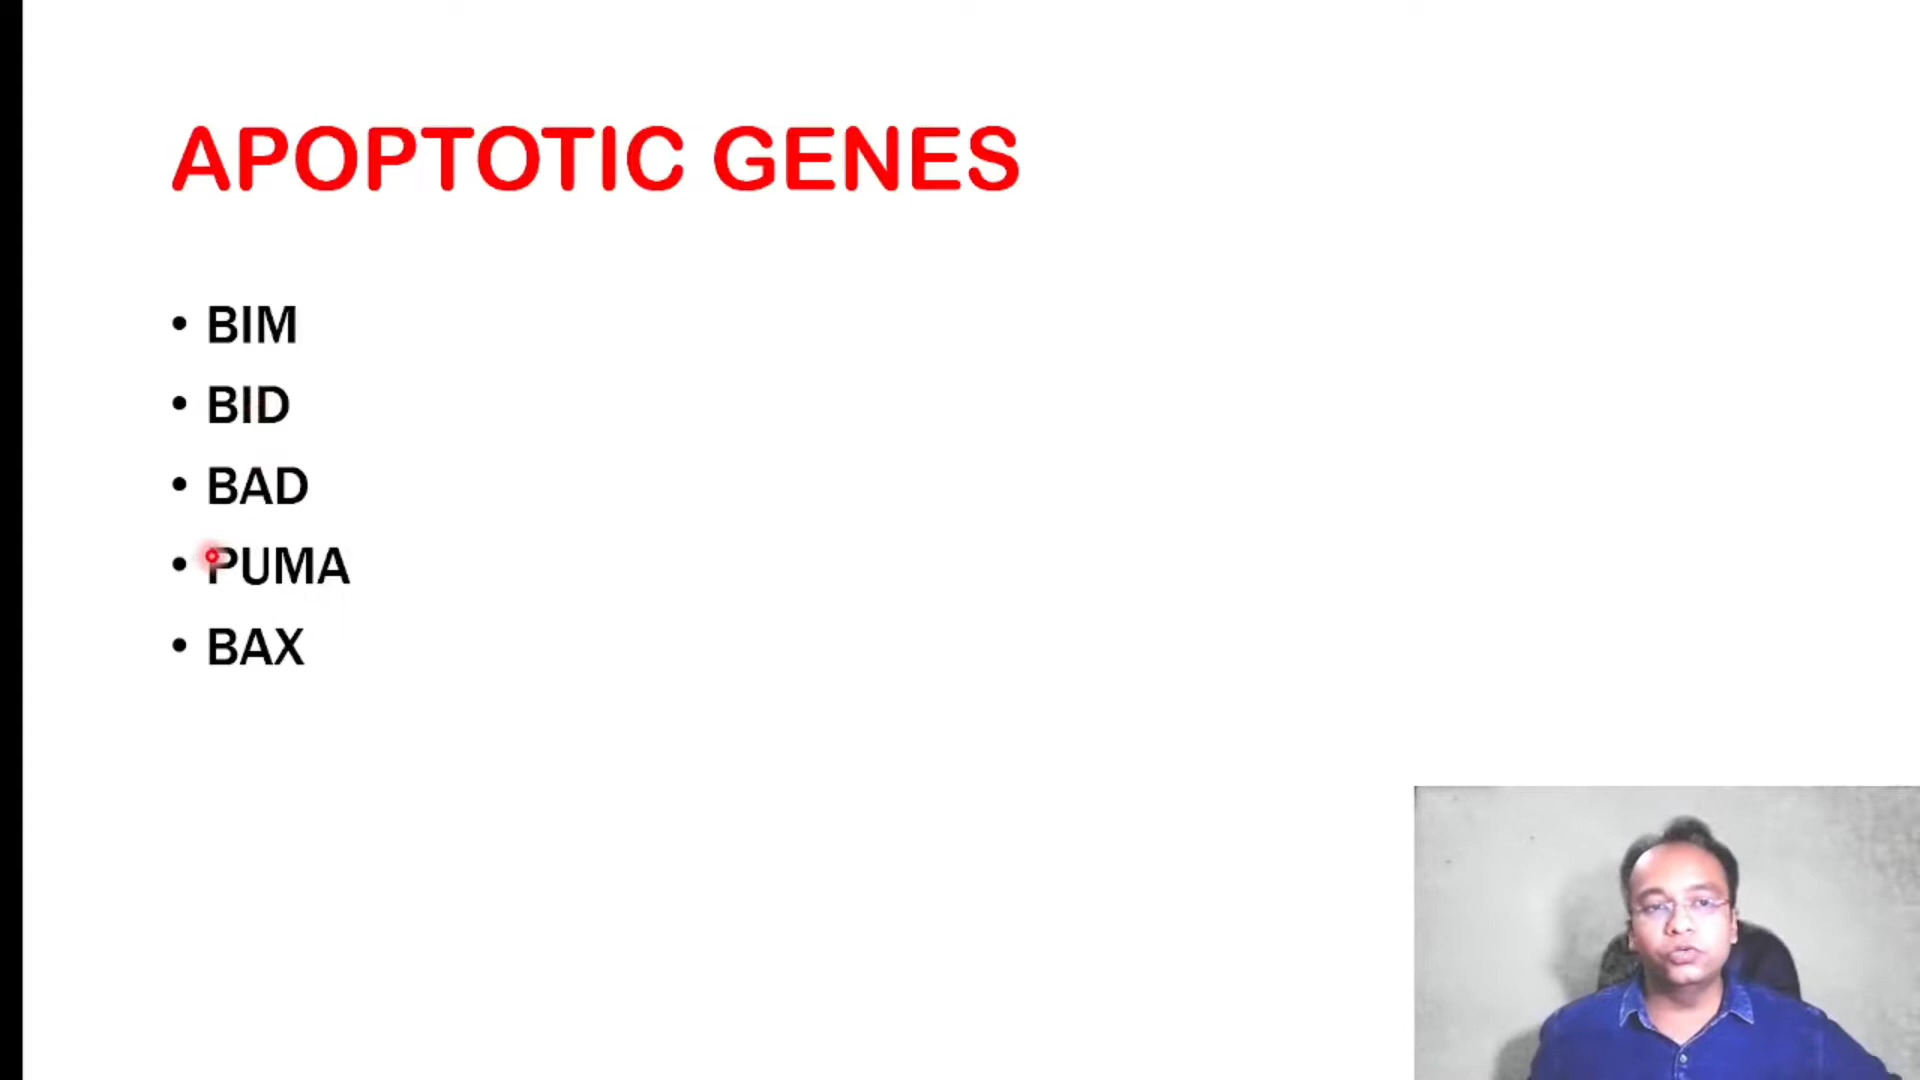 APOPTOTIC GENES
• BIM
• BID
• BAD
• PUMA
• BAX